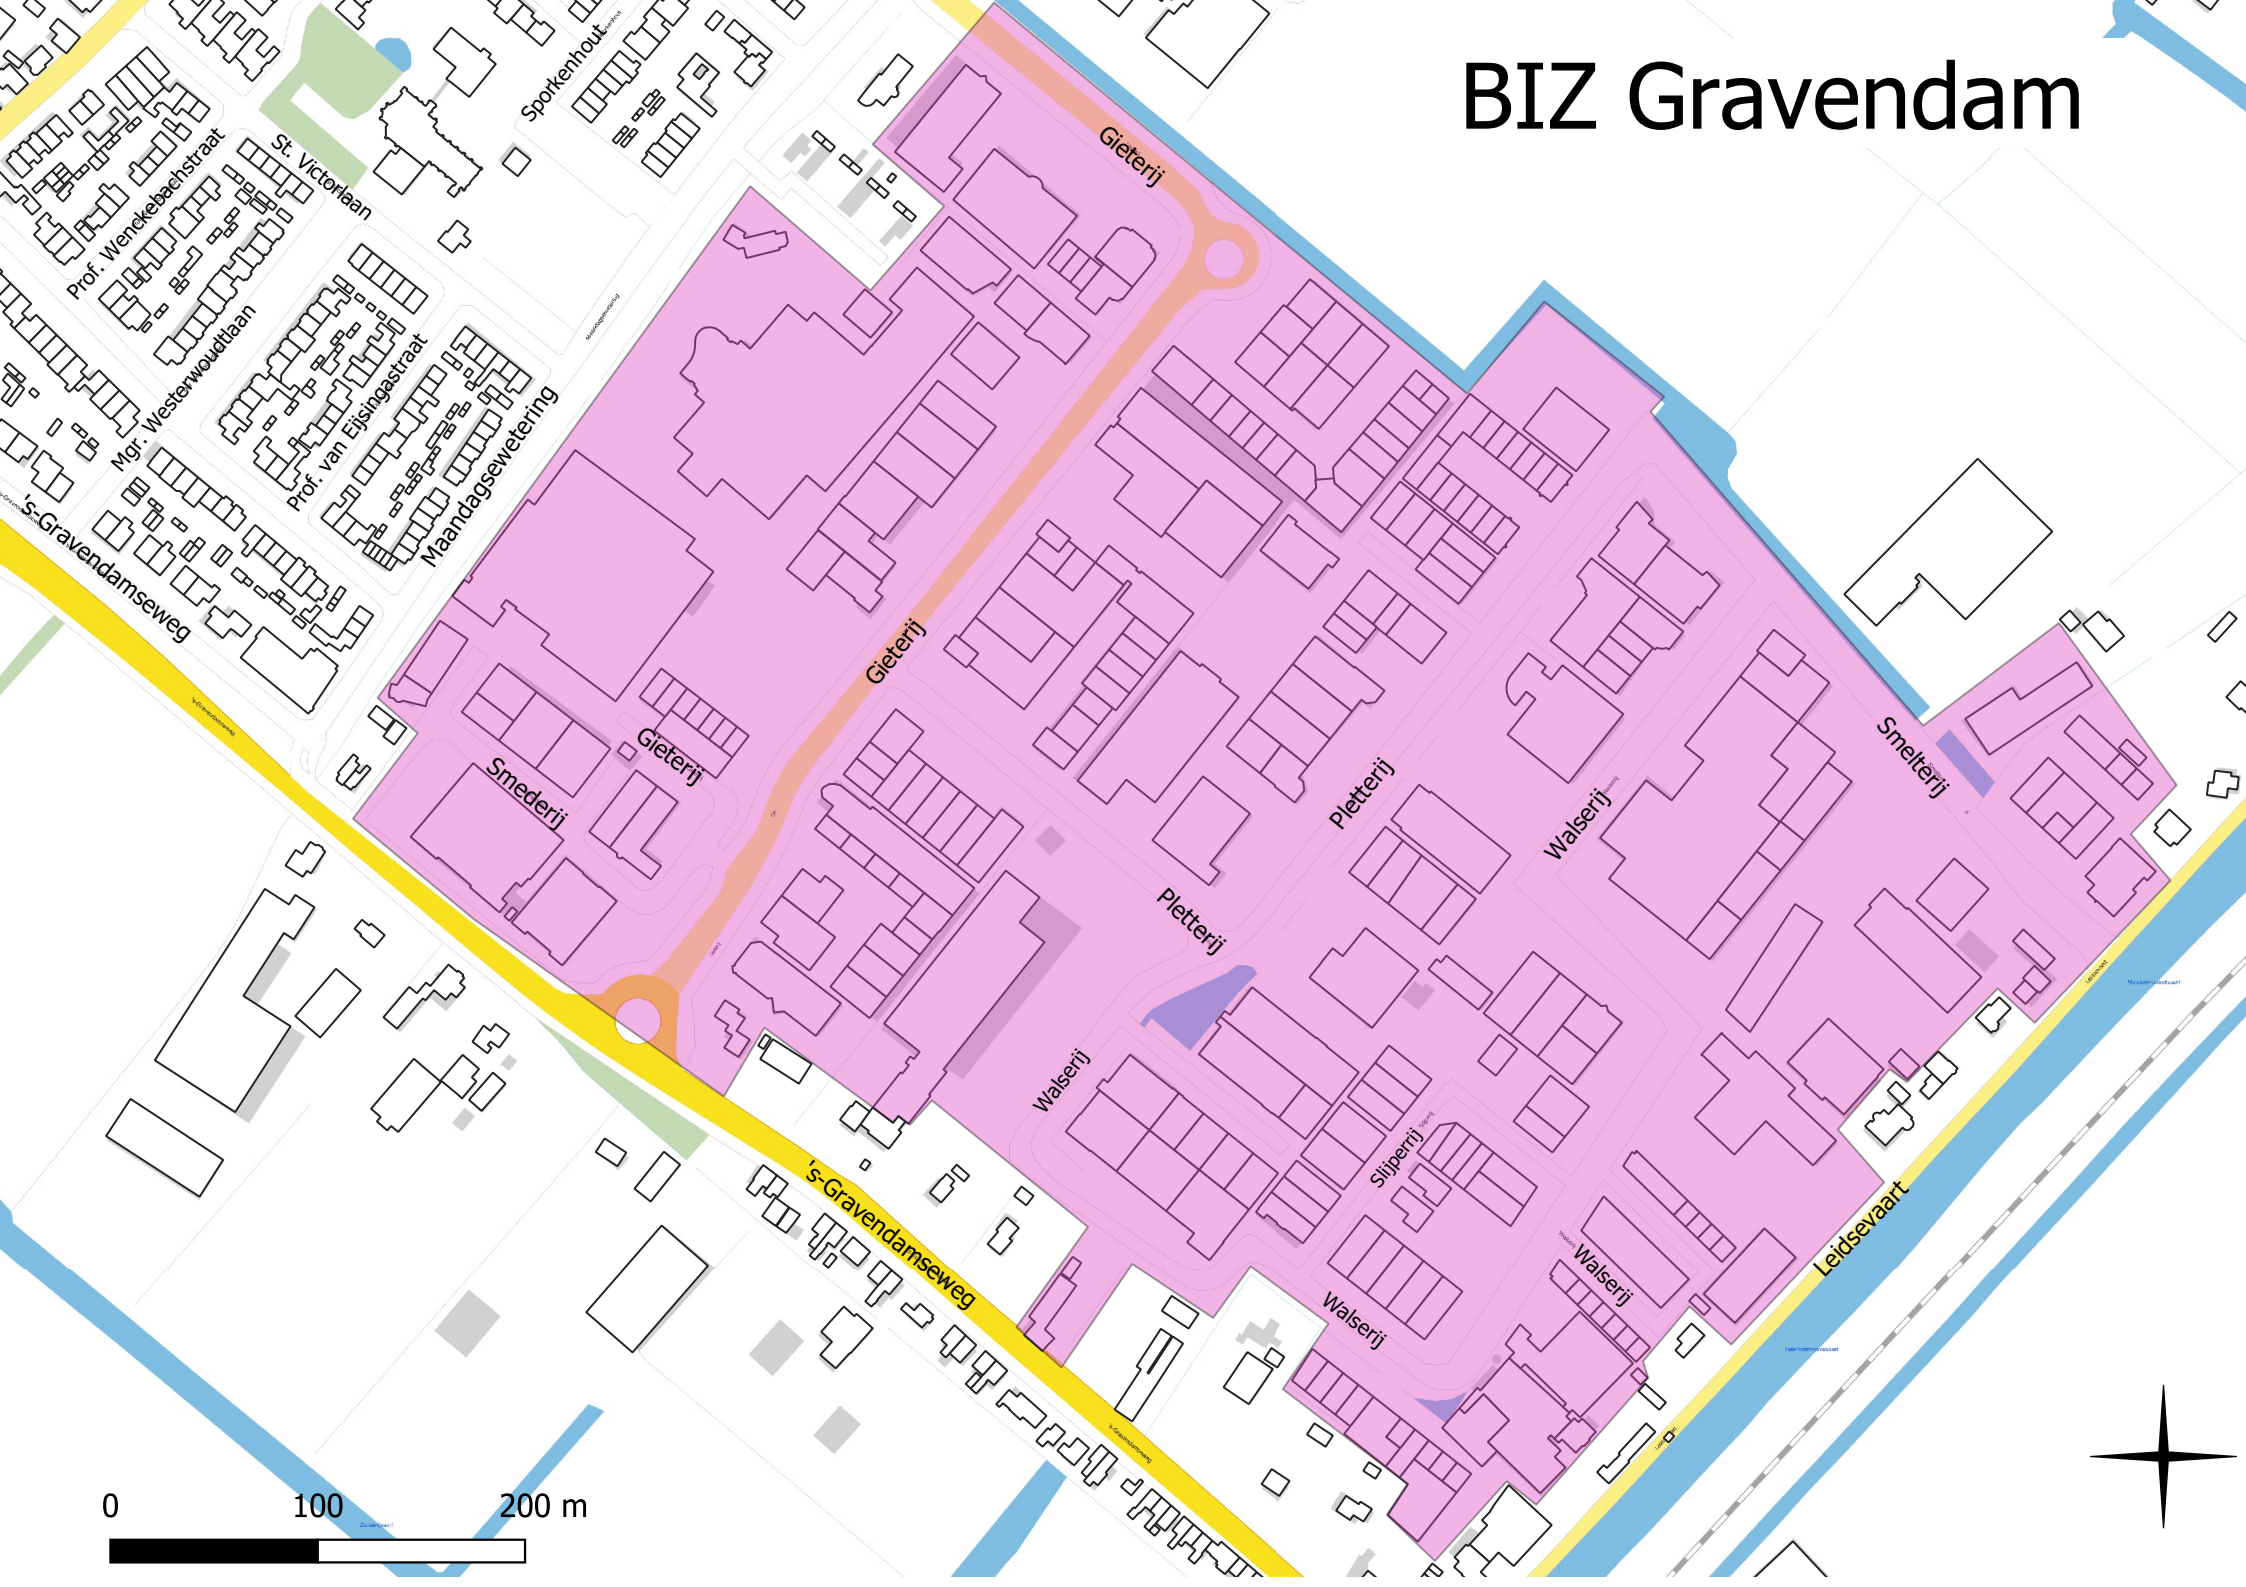 BIZ Gravendam
Sporkenhout
Gieterij
St. Victorlaan
Prof. Wenckebachstraat
Mgr. Westerwoudtlaan
Prof. van Eijsingastraat
Maandagsewetering
's-Gravendamseweg
Gieterij
Gieterij
Smederij
Pletterij
Walserij
Smelterij
Pletterij
Walserij
Slijperrij
Walserij
Walserij
Leidsevaart
's-Gravendamseweg
0 100 200 m